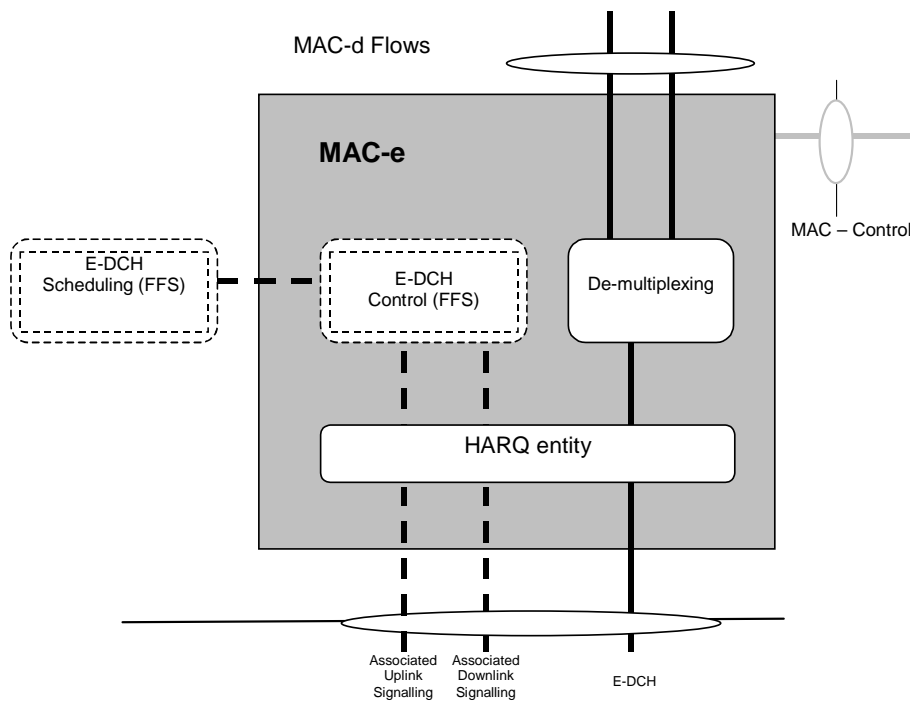 MAC-d Flows
MAC-e
MAC – Control
E-DCH
Scheduling (FFS)
E-DCH
Control (FFS)
De-multiplexing
HARQ entity
Associated
Uplink
Signalling
Associated
Downlink
Signalling
E-DCH